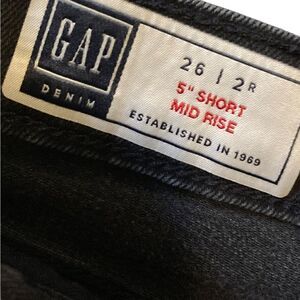 GAP
DENIM
26 | 2R
5" SHORT
MID RISE
ESTABLISHED IN 1969